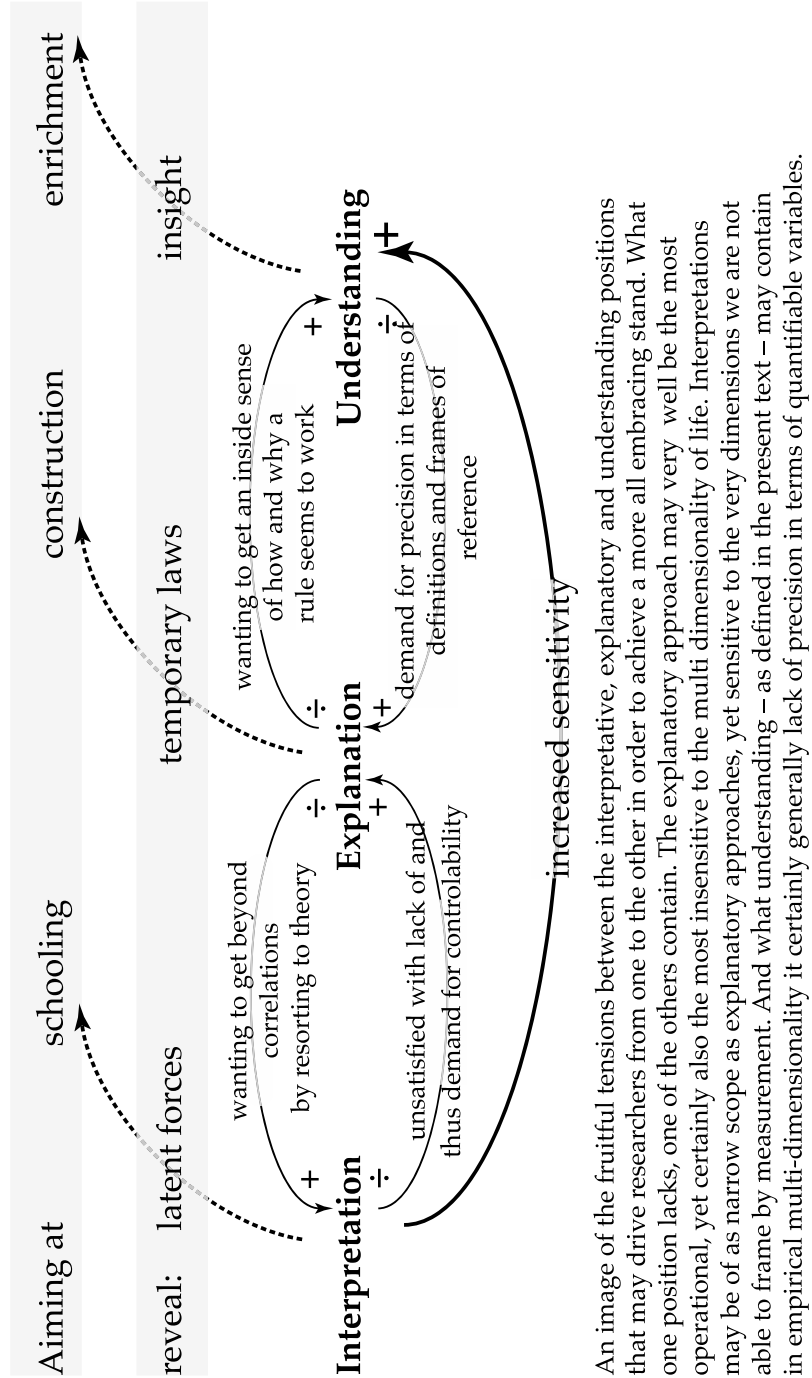 Aiming at schooling construction enrichment
reveal: latent forces temporary laws insight
wanting to get beyond
correlations
by resorting to theory
wanting to get an inside sense
of how and why a
rule seems to work
+ ÷ ÷ +
Interpretation Explanation Understanding
÷ + + ÷ +
unsatisfied with lack of and
thus demand for controlability
demand for precision in terms of
definitions and frames of
reference
increased sensitivity
An image of the fruitful tensions between the interpretative, explanatory and understanding positions
that may drive researchers from one to the other in order to achieve a more all embracing stand. What
one position lacks, one of the others contain. The explanatory approach may very well be the most
operational, yet certainly also the most insensitive to the multi dimensionality of life. Interpretations
may be of as narrow scope as explanatory approaches, yet sensitive to the very dimensions we are not
able to frame by measurement. And what understanding – as defined in the present text – may contain
in empirical multi-dimensionality it certainly generally lack of precision in terms of quantifiable variables.